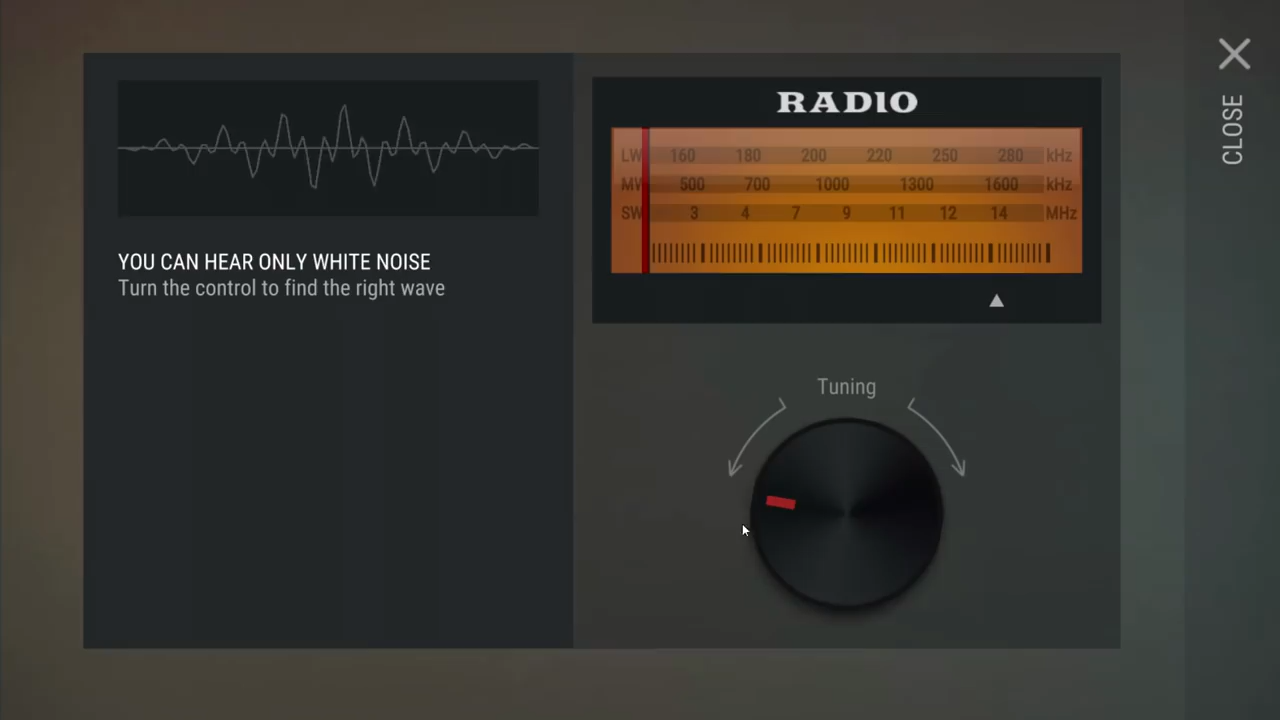 YOU CAN HEAR ONLY WHITE NOISE
Turn the control to find the right wave
RADIO
LW 160 180 200 220 250 280 kHz
MW 500 700 1000 1300 1600 kHz
SW 3 4 7 9 11 12 14 MHz
Tuning
CLOSE